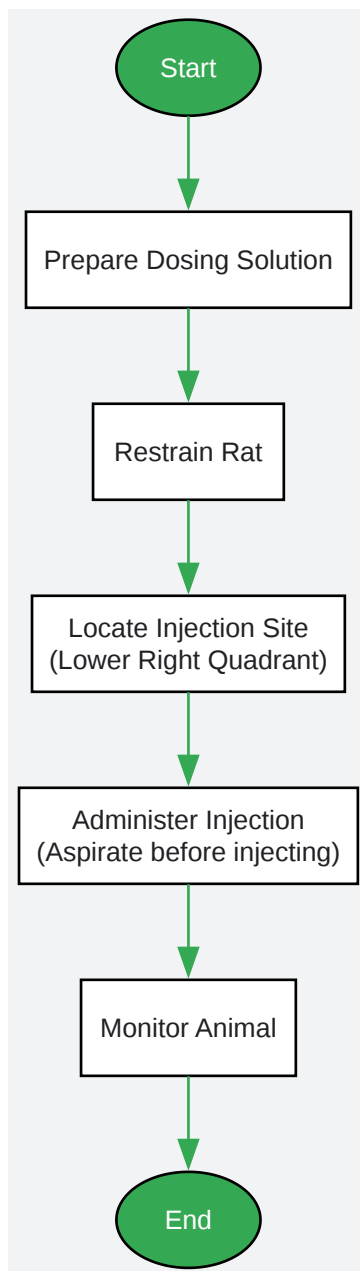 Start
Prepare Dosing Solution
Restrain Rat
Locate Injection Site
(Lower Right Quadrant)
Administer Injection
(Aspirate before injecting)
Monitor Animal
End